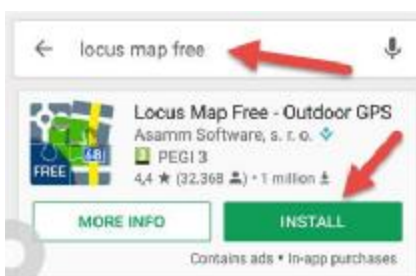 locus map free
Locus Map Free - Outdoor GPS
Asamm Software, s. r. o.
PEGI 3
4,4 ★ (32,368) • 1 million
FREE
68
MORE INFO
INSTALL
Contains ads • In-app purchases